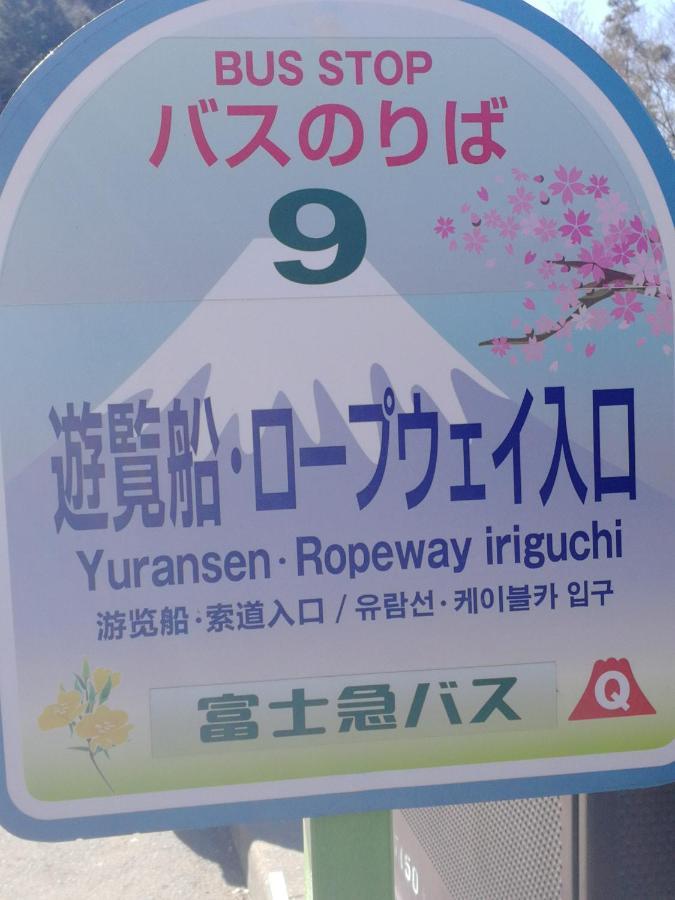 BUS STOP
バスのりば
9
遊覧船・ロープウェイ入口
Yuransen・Ropeway iriguchi
游览船・索道入口 / 유람선・케이블카 입구
富士急バス
Q